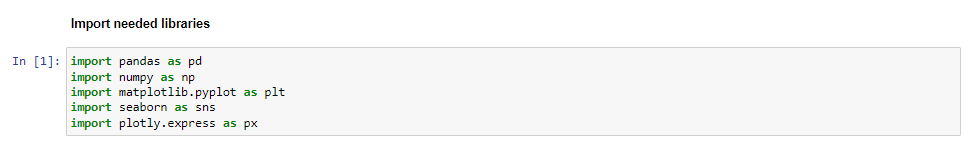 Import needed libraries
In [1]: import pandas as pd
import numpy as np
import matplotlib.pyplot as plt
import seaborn as sns
import plotly.express as px